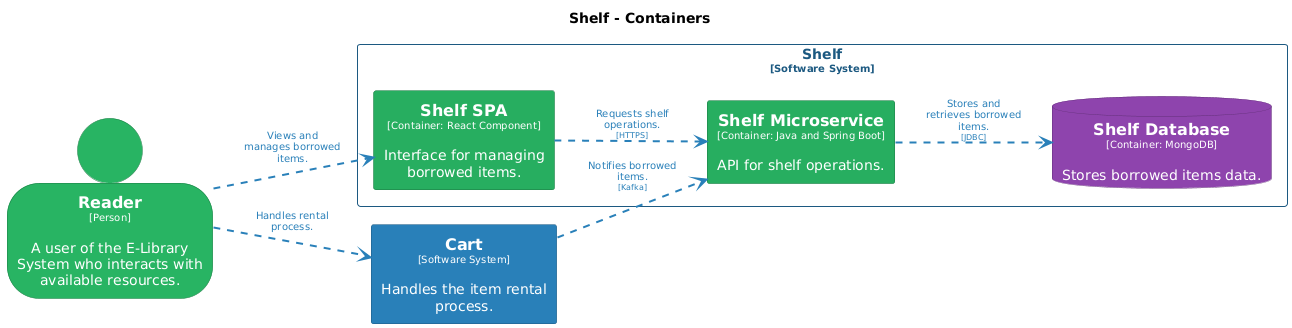 Shelf - Containers
Shelf
[Software System]
Reader
[Person]
A user of the E-Library
System who interacts with
available resources.
Views and
manages borrowed
items.
Handles rental
process.
Shelf SPA
[Container: React Component]
Interface for managing
borrowed items.
Cart
[Software System]
Handles the item rental
process.
Requests shelf
operations.
[HTTPS]
Notifies borrowed
items.
[Kafka]
Shelf Microservice
[Container: Java and Spring Boot]
API for shelf operations.
Stores and
retrieves borrowed
items.
[JDBC]
Shelf Database
[Container: MongoDB]
Stores borrowed items data.